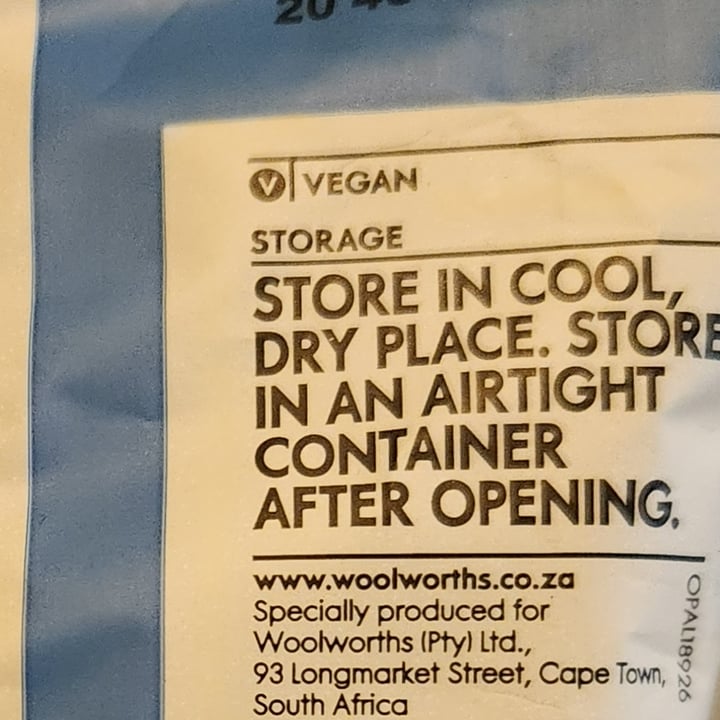 20
V VEGAN
STORAGE
STORE IN COOL,
DRY PLACE. STORE
IN AN AIRTIGHT
CONTAINER
AFTER OPENING.
www.woolworths.co.za
Specially produced for
Woolworths (Pty) Ltd.,
93 Longmarket Street, Cape Town,
South Africa
OPAL18926